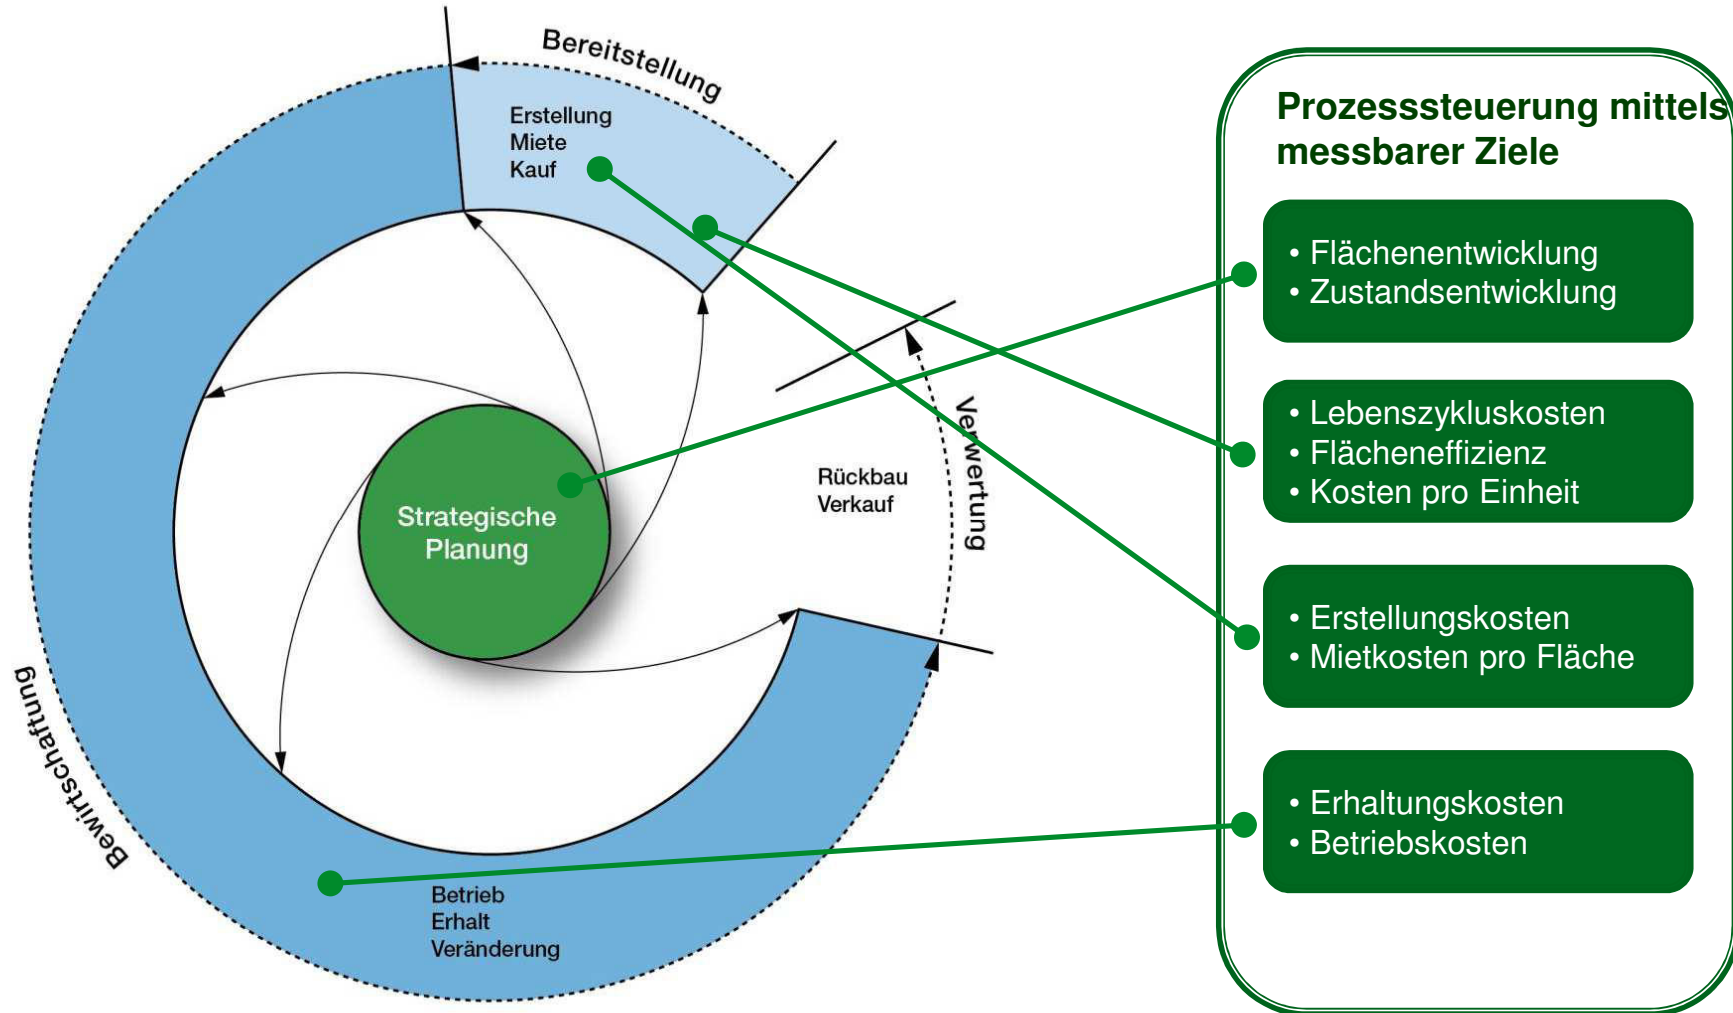 Bereitstellung
Erstellung
Miete
Kauf
Strategische
Planung
Rückbau
Verkauf
Verwertung
Bewirtschaftung
Betrieb
Erhalt
Veränderung
Prozesssteuerung mittels
messbarer Ziele
• Flächenentwicklung
• Zustandsentwicklung
• Lebenszykluskosten
• Flächeneffizienz
• Kosten pro Einheit
• Erstellungskosten
• Mietkosten pro Fläche
• Erhaltungskosten
• Betriebskosten